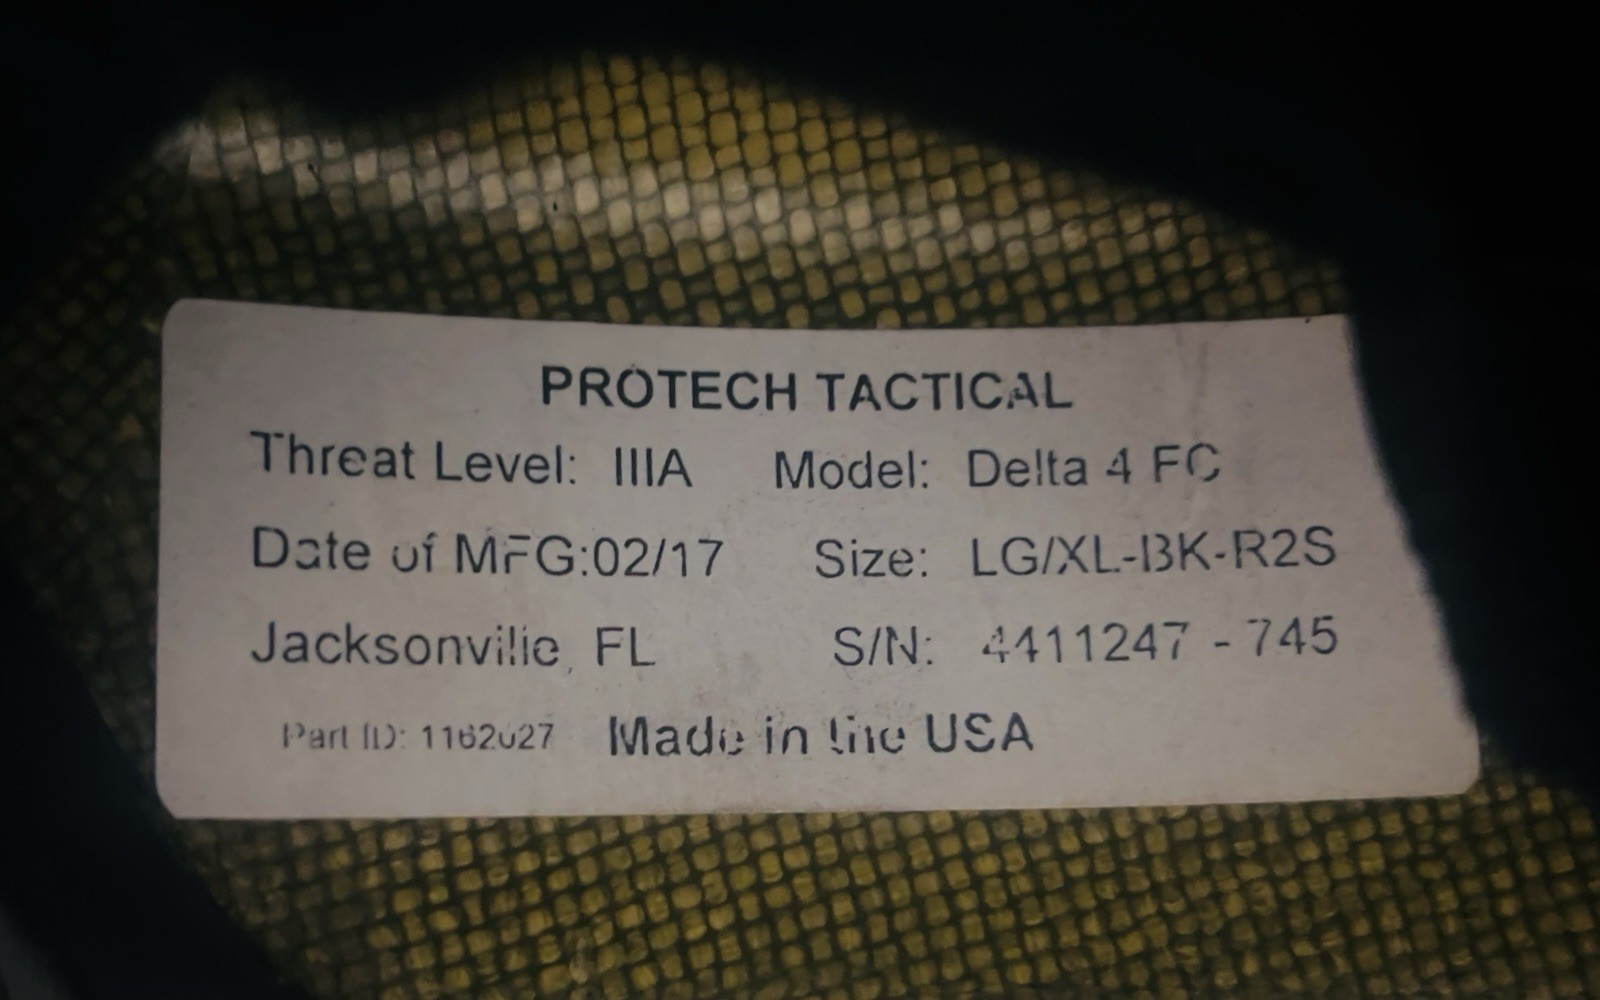 PROTECH TACTICAL
Threat Level: IIIA Model: Delta 4 FC
Date of MFG:02/17 Size: LG/XL-BK-R2S
Jacksonville, FL S/N: 4411247 - 745
Part ID: 1162027 Made in the USA